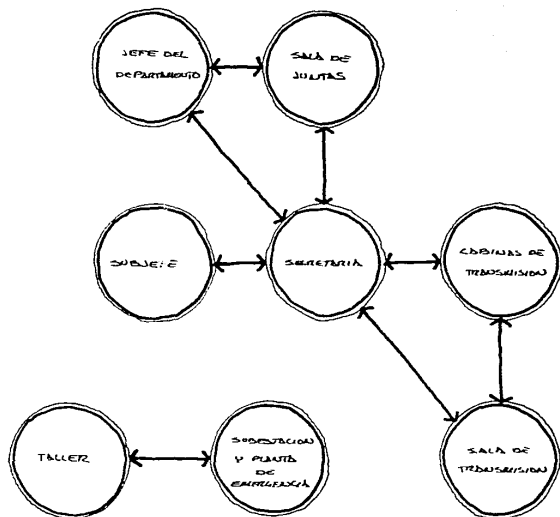 JEFE DEL
DEPARTAMENTO
SALA DE
JUNTAS
SUBJEFE
SECRETARIA
CABINAS DE
TRANSMISION
TALLER
SUBESTACION
Y PLANTA
DE
EMERGENCIA
SALA DE
TRANSMISION